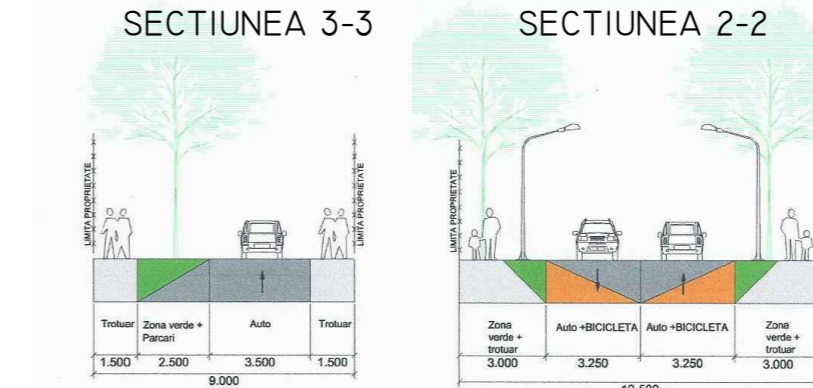 SECTIUNEA 3-3
LIMITA PROPRIETATE
LIMITA PROPRIETATE
Trotuar
Zona verde +
Parcari
Auto
Trotuar
1.500
2.500
3.500
1.500
9.000
SECTIUNEA 2-2
LIMITA PROPRIETATE
Zona
verde +
trotuar
Auto +BICICLETA
Auto +BICICLETA
Zona
verde +
trotuar
3.000
3.250
3.250
3.000
12.500